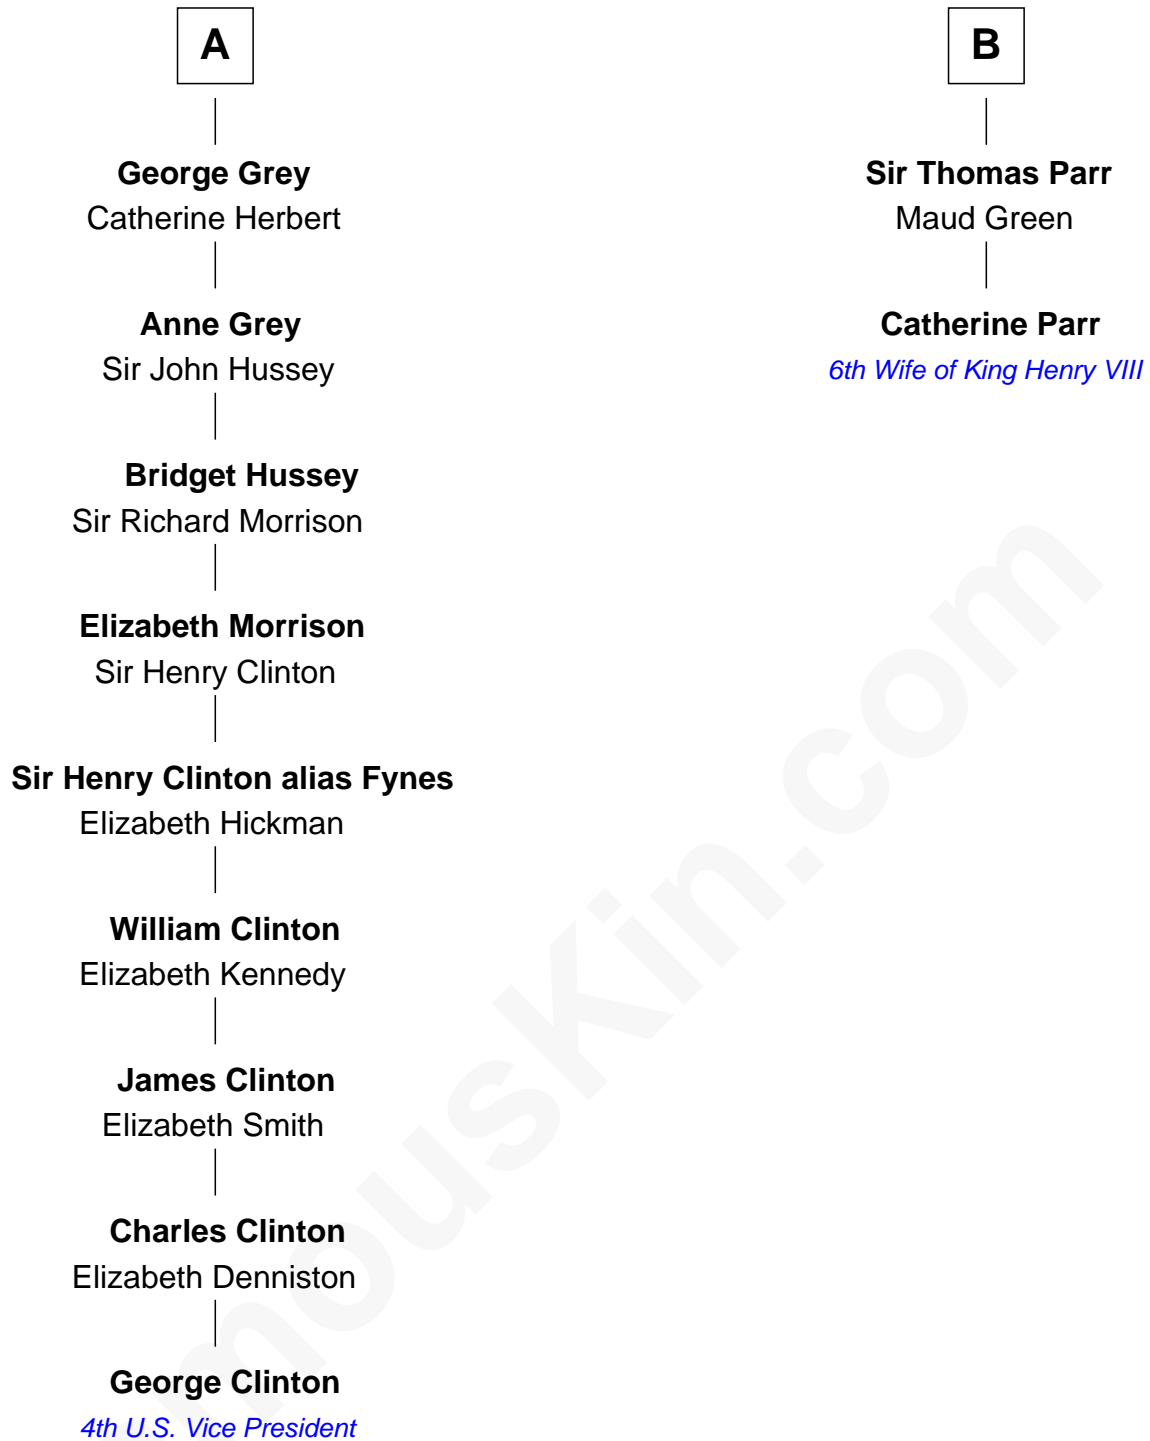 A
George Grey
Catherine Herbert
Anne Grey
Sir John Hussey
Bridget Hussey
Sir Richard Morrison
Elizabeth Morrison
Sir Henry Clinton
Sir Henry Clinton alias Fynes
Elizabeth Hickman
William Clinton
Elizabeth Kennedy
James Clinton
Elizabeth Smith
Charles Clinton
Elizabeth Denniston
George Clinton
4th U.S. Vice President
B
Sir Thomas Parr
Maud Green
Catherine Parr
6th Wife of King Henry VIII
mousKin.com